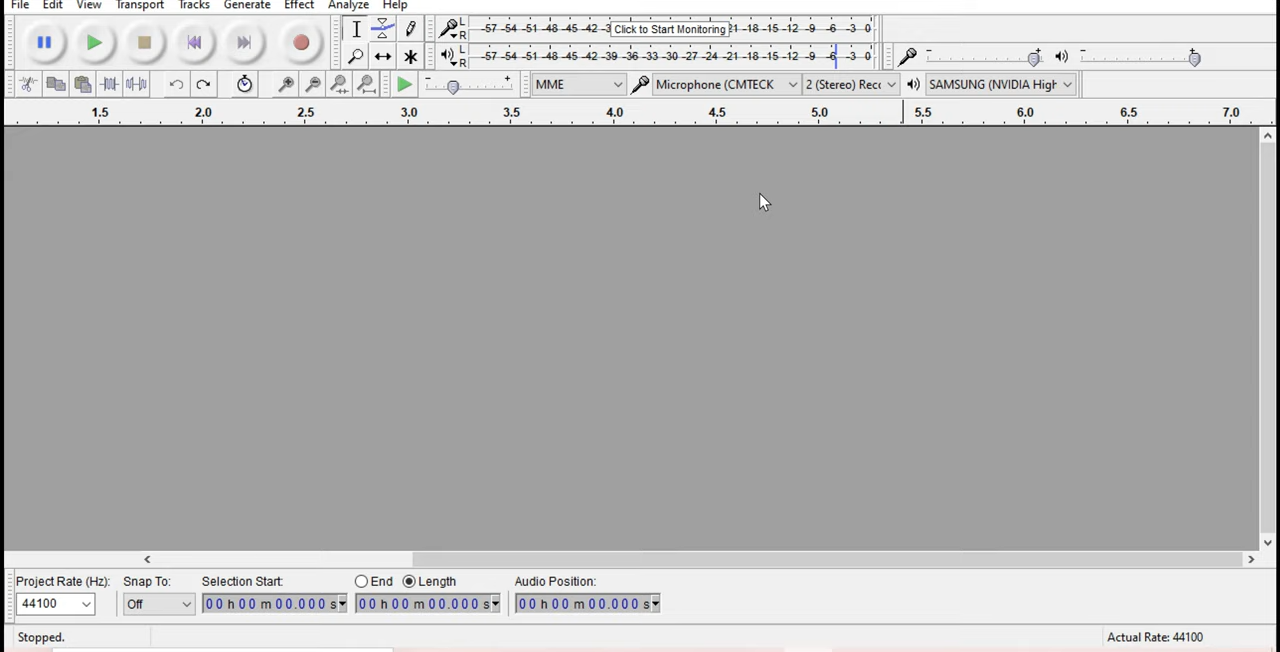 File Edit View Transport Tracks Generate Effect Analyze Help
L R -57 -54 -51 -48 -45 -42 -3 Click to Start Monitoring 21 -18 -15 -12 -9 -6 -3 0
L R -57 -54 -51 -48 -45 -42 -39 -36 -33 -30 -27 -24 -21 -18 -15 -12 -9 -6 -3 0
MME Microphone (CMTECK 2 (Stereo) Recc SAMSUNG (NVIDIA High
1.5 2.0 2.5 3.0 3.5 4.0 4.5 5.0 5.5 6.0 6.5 7.0
Project Rate (Hz): Snap To: Selection Start: End Length Audio Position:
44100 Off 00 h 00 m 00.000 s 00 h 00 m 00.000 s 00 h 00 m 00.000 s
Stopped. Actual Rate: 44100